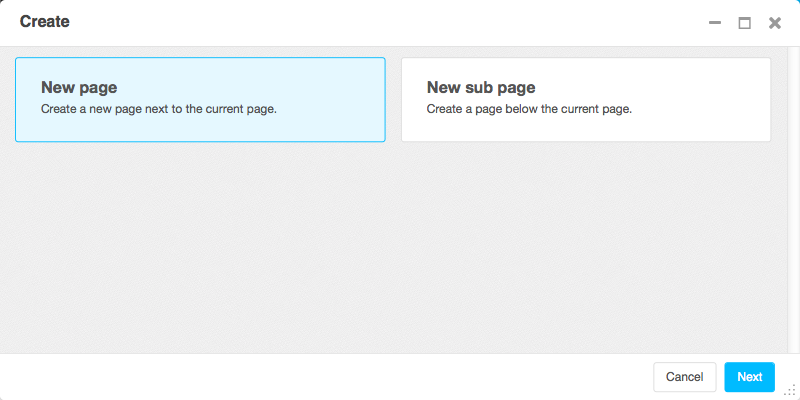 Create
New page
Create a new page next to the current page.
New sub page
Create a page below the current page.
Cancel
Next